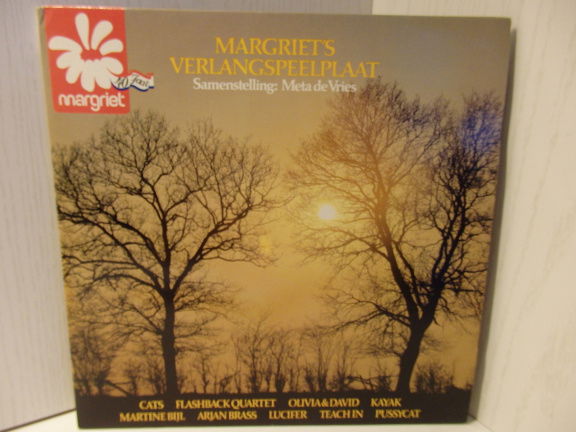 MARGRIET'S
VERLANGSPEELPLAAT
Samenstelling: Meta de Vries
40 jaar
margriet
CATS FLASHBACK QUARTET OLIVIA & DAVID KAYAK
MARTINE BIJL ARJAN BRASS LUCIFER TEACH IN PUSSYCAT